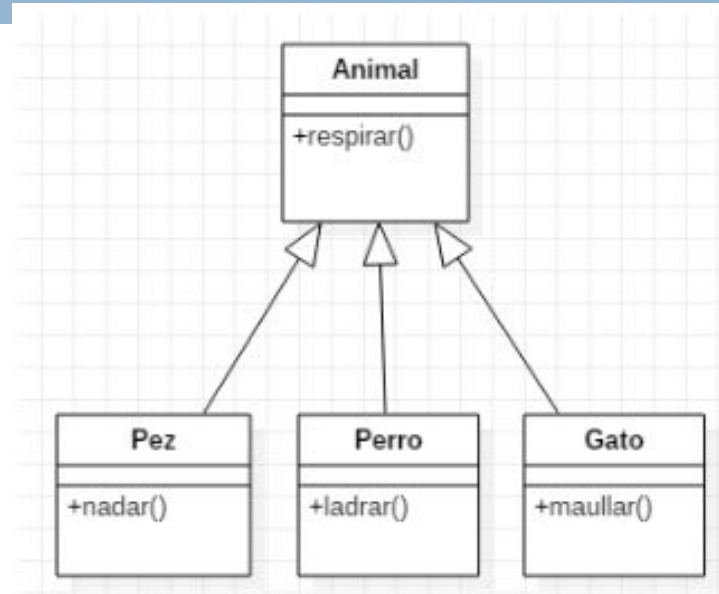 Animal
+respirar()
Pez
+nadar()
Perro
+ladrar()
Gato
+maullar()